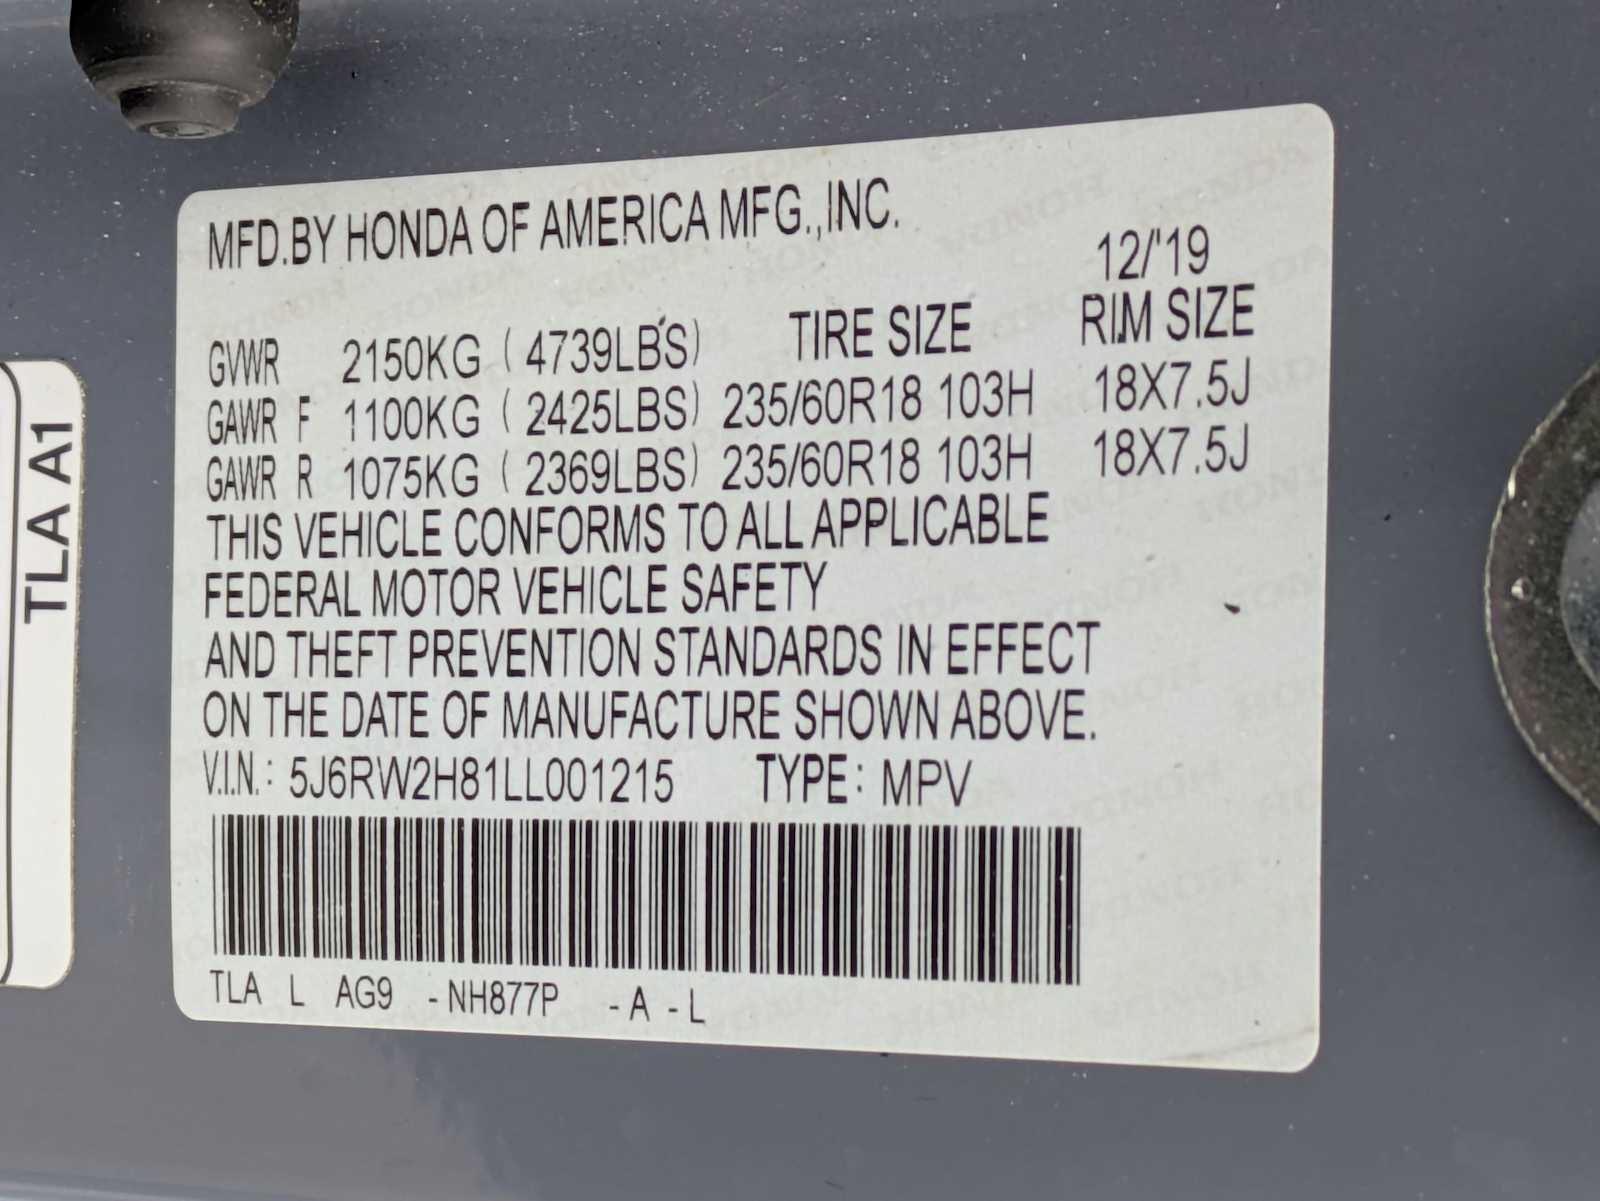 MFD.BY HONDA OF AMERICA MFG.,INC.
12/'19
GVWR 2150KG ( 4739LBS) TIRE SIZE RIM SIZE
GAWR F 1100KG ( 2425LBS) 235/60R18 103H 18X7.5J
GAWR R 1075KG ( 2369LBS) 235/60R18 103H 18X7.5J
THIS VEHICLE CONFORMS TO ALL APPLICABLE
FEDERAL MOTOR VEHICLE SAFETY
AND THEFT PREVENTION STANDARDS IN EFFECT
ON THE DATE OF MANUFACTURE SHOWN ABOVE.
V.I.N.: 5J6RW2H81LL001215 TYPE: MPV
TLA L AG9 -NH877P -A -L
TLA A1